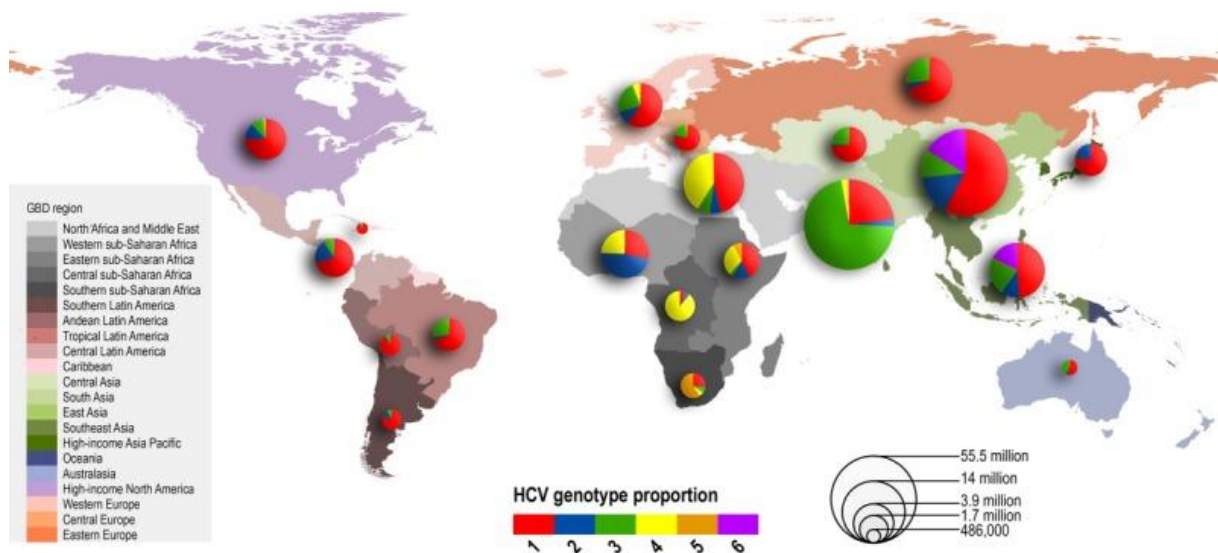 GBD region
North Africa and Middle East
Western sub-Saharan Africa
Eastern sub-Saharan Africa
Central sub-Saharan Africa
Southern sub-Saharan Africa
Southern Latin America
Andean Latin America
Tropical Latin America
Central Latin America
Caribbean
Central Asia
South Asia
East Asia
Southeast Asia
High-income Asia Pacific
Oceania
Australasia
High-income North America
Western Europe
Central Europe
Eastern Europe
HCV genotype proportion
1 2 3 4 5 6
55.5 million
14 million
3.9 million
1.7 million
486,000